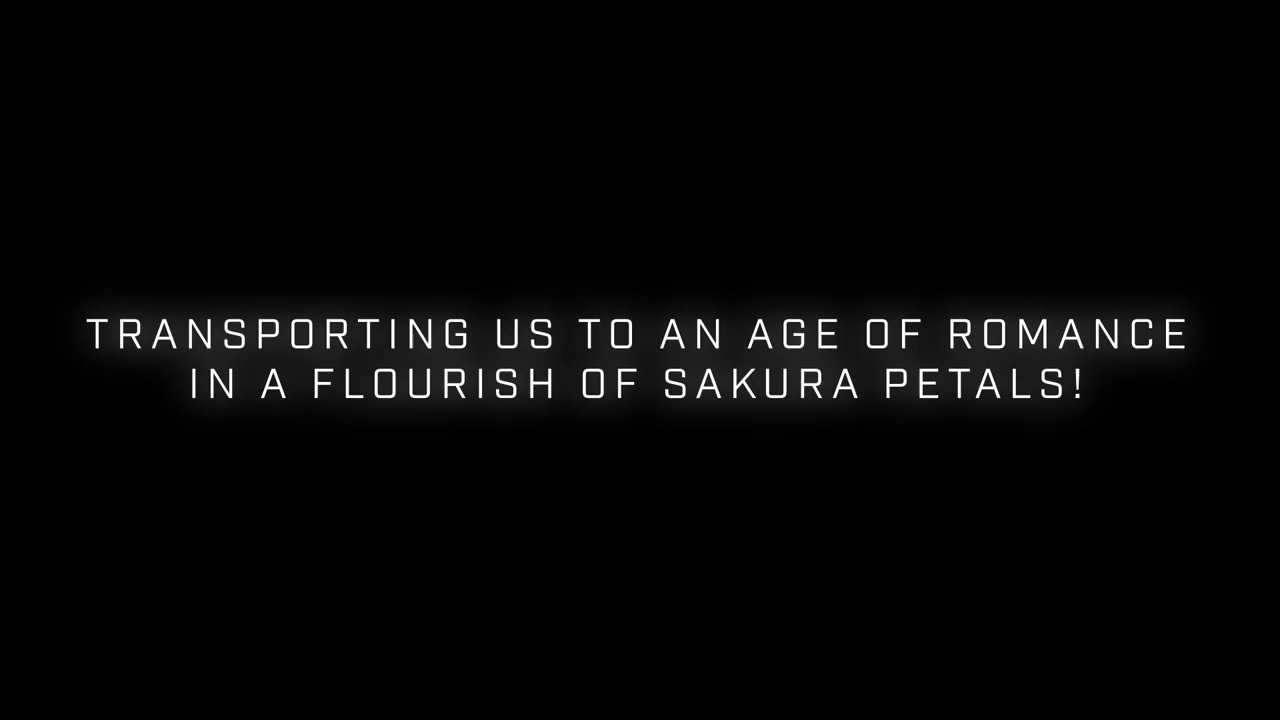 TRANSPORTING US TO AN AGE OF ROMANCE
IN A FLOURISH OF SAKURA PETALS!